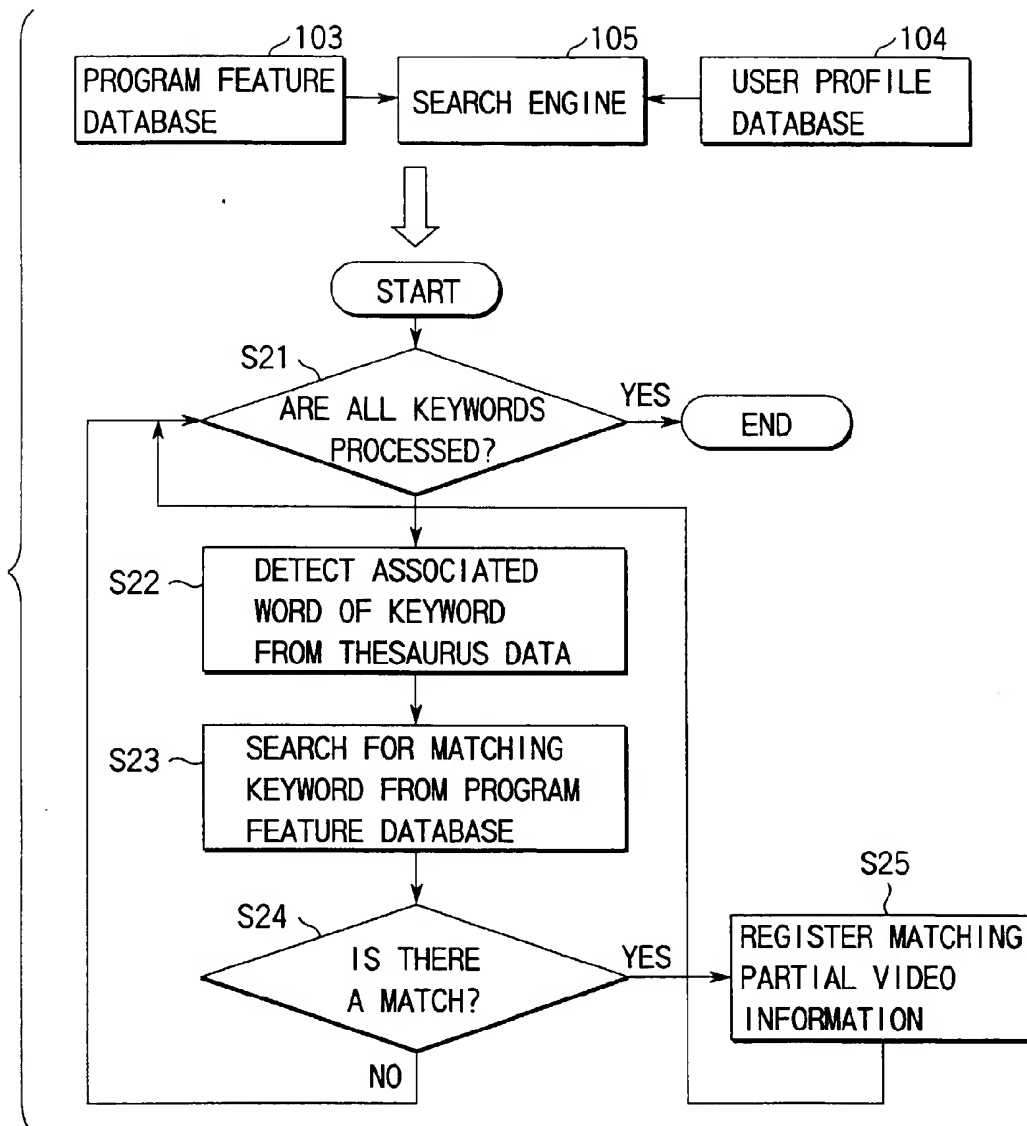 103
PROGRAM FEATURE
DATABASE
105
SEARCH ENGINE
104
USER PROFILE
DATABASE
START
S21
ARE ALL KEYWORDS
PROCESSED?
YES
END
S22
DETECT ASSOCIATED
WORD OF KEYWORD
FROM THESAURUS DATA
S23
SEARCH FOR MATCHING
KEYWORD FROM PROGRAM
FEATURE DATABASE
S24
IS THERE
A MATCH?
YES
NO
S25
REGISTER MATCHING
PARTIAL VIDEO
INFORMATION